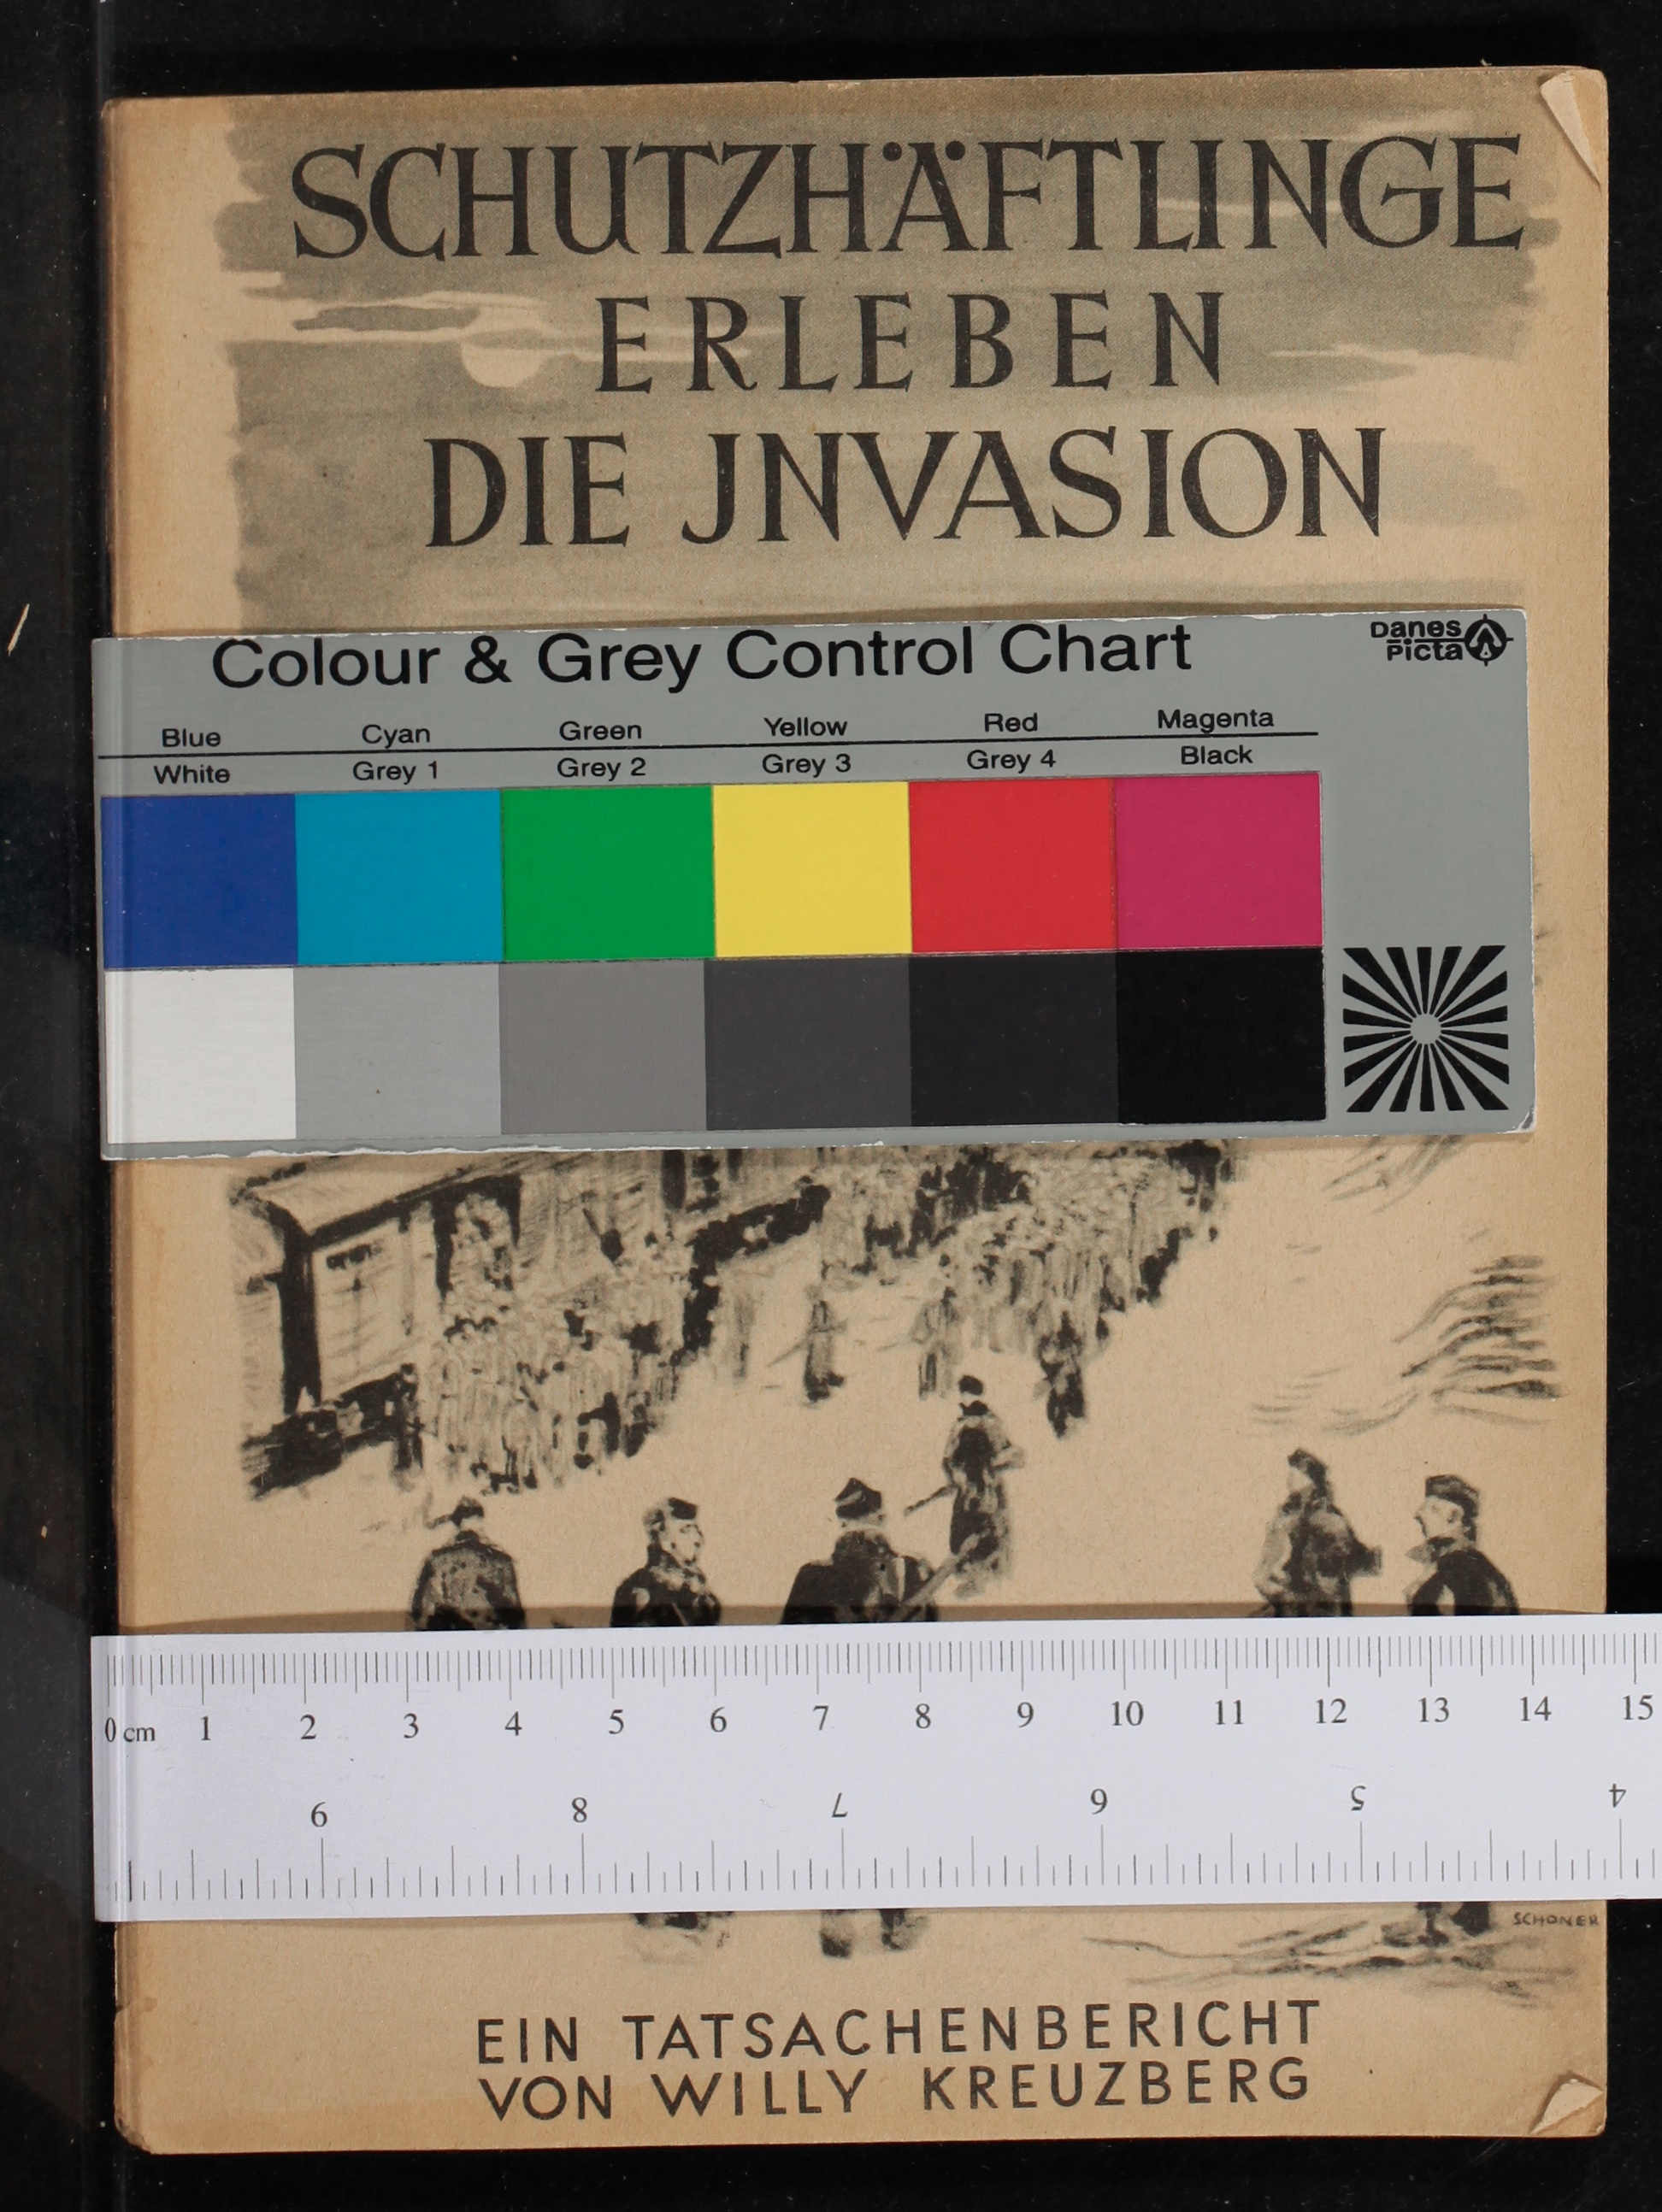 SCHUTZHÄFTLINGE
ERLEBEN
DIE JNVASION
Colour & Grey Control Chart
Danes
Picta
Blue Cyan Green Yellow Red Magenta
White Grey 1 Grey 2 Grey 3 Grey 4 Black
0 cm 1 2 3 4 5 6 7 8 9 10 11 12 13 14 15
9 8 7 6 5 4
SCHÖNER
EIN TATSACHENBERICHT
VON WILLY KREUZBERG